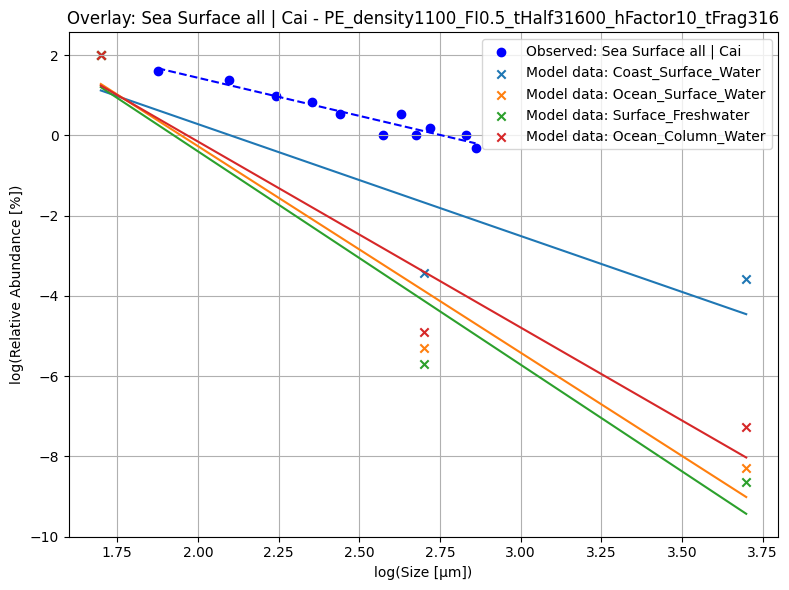 Overlay: Sea Surface all | Cai - PE_density1100_FI0.5_tHalf31600_hFactor10_tFrag316
Observed: Sea Surface all | Cai
Model data: Coast_Surface_Water
Model data: Ocean_Surface_Water
Model data: Surface_Freshwater
Model data: Ocean_Column_Water
log(Relative Abundance [%])
2
0
−2
−4
−6
−8
−10
1.75
2.00
2.25
2.50
2.75
3.00
3.25
3.50
3.75
log(Size [µm])